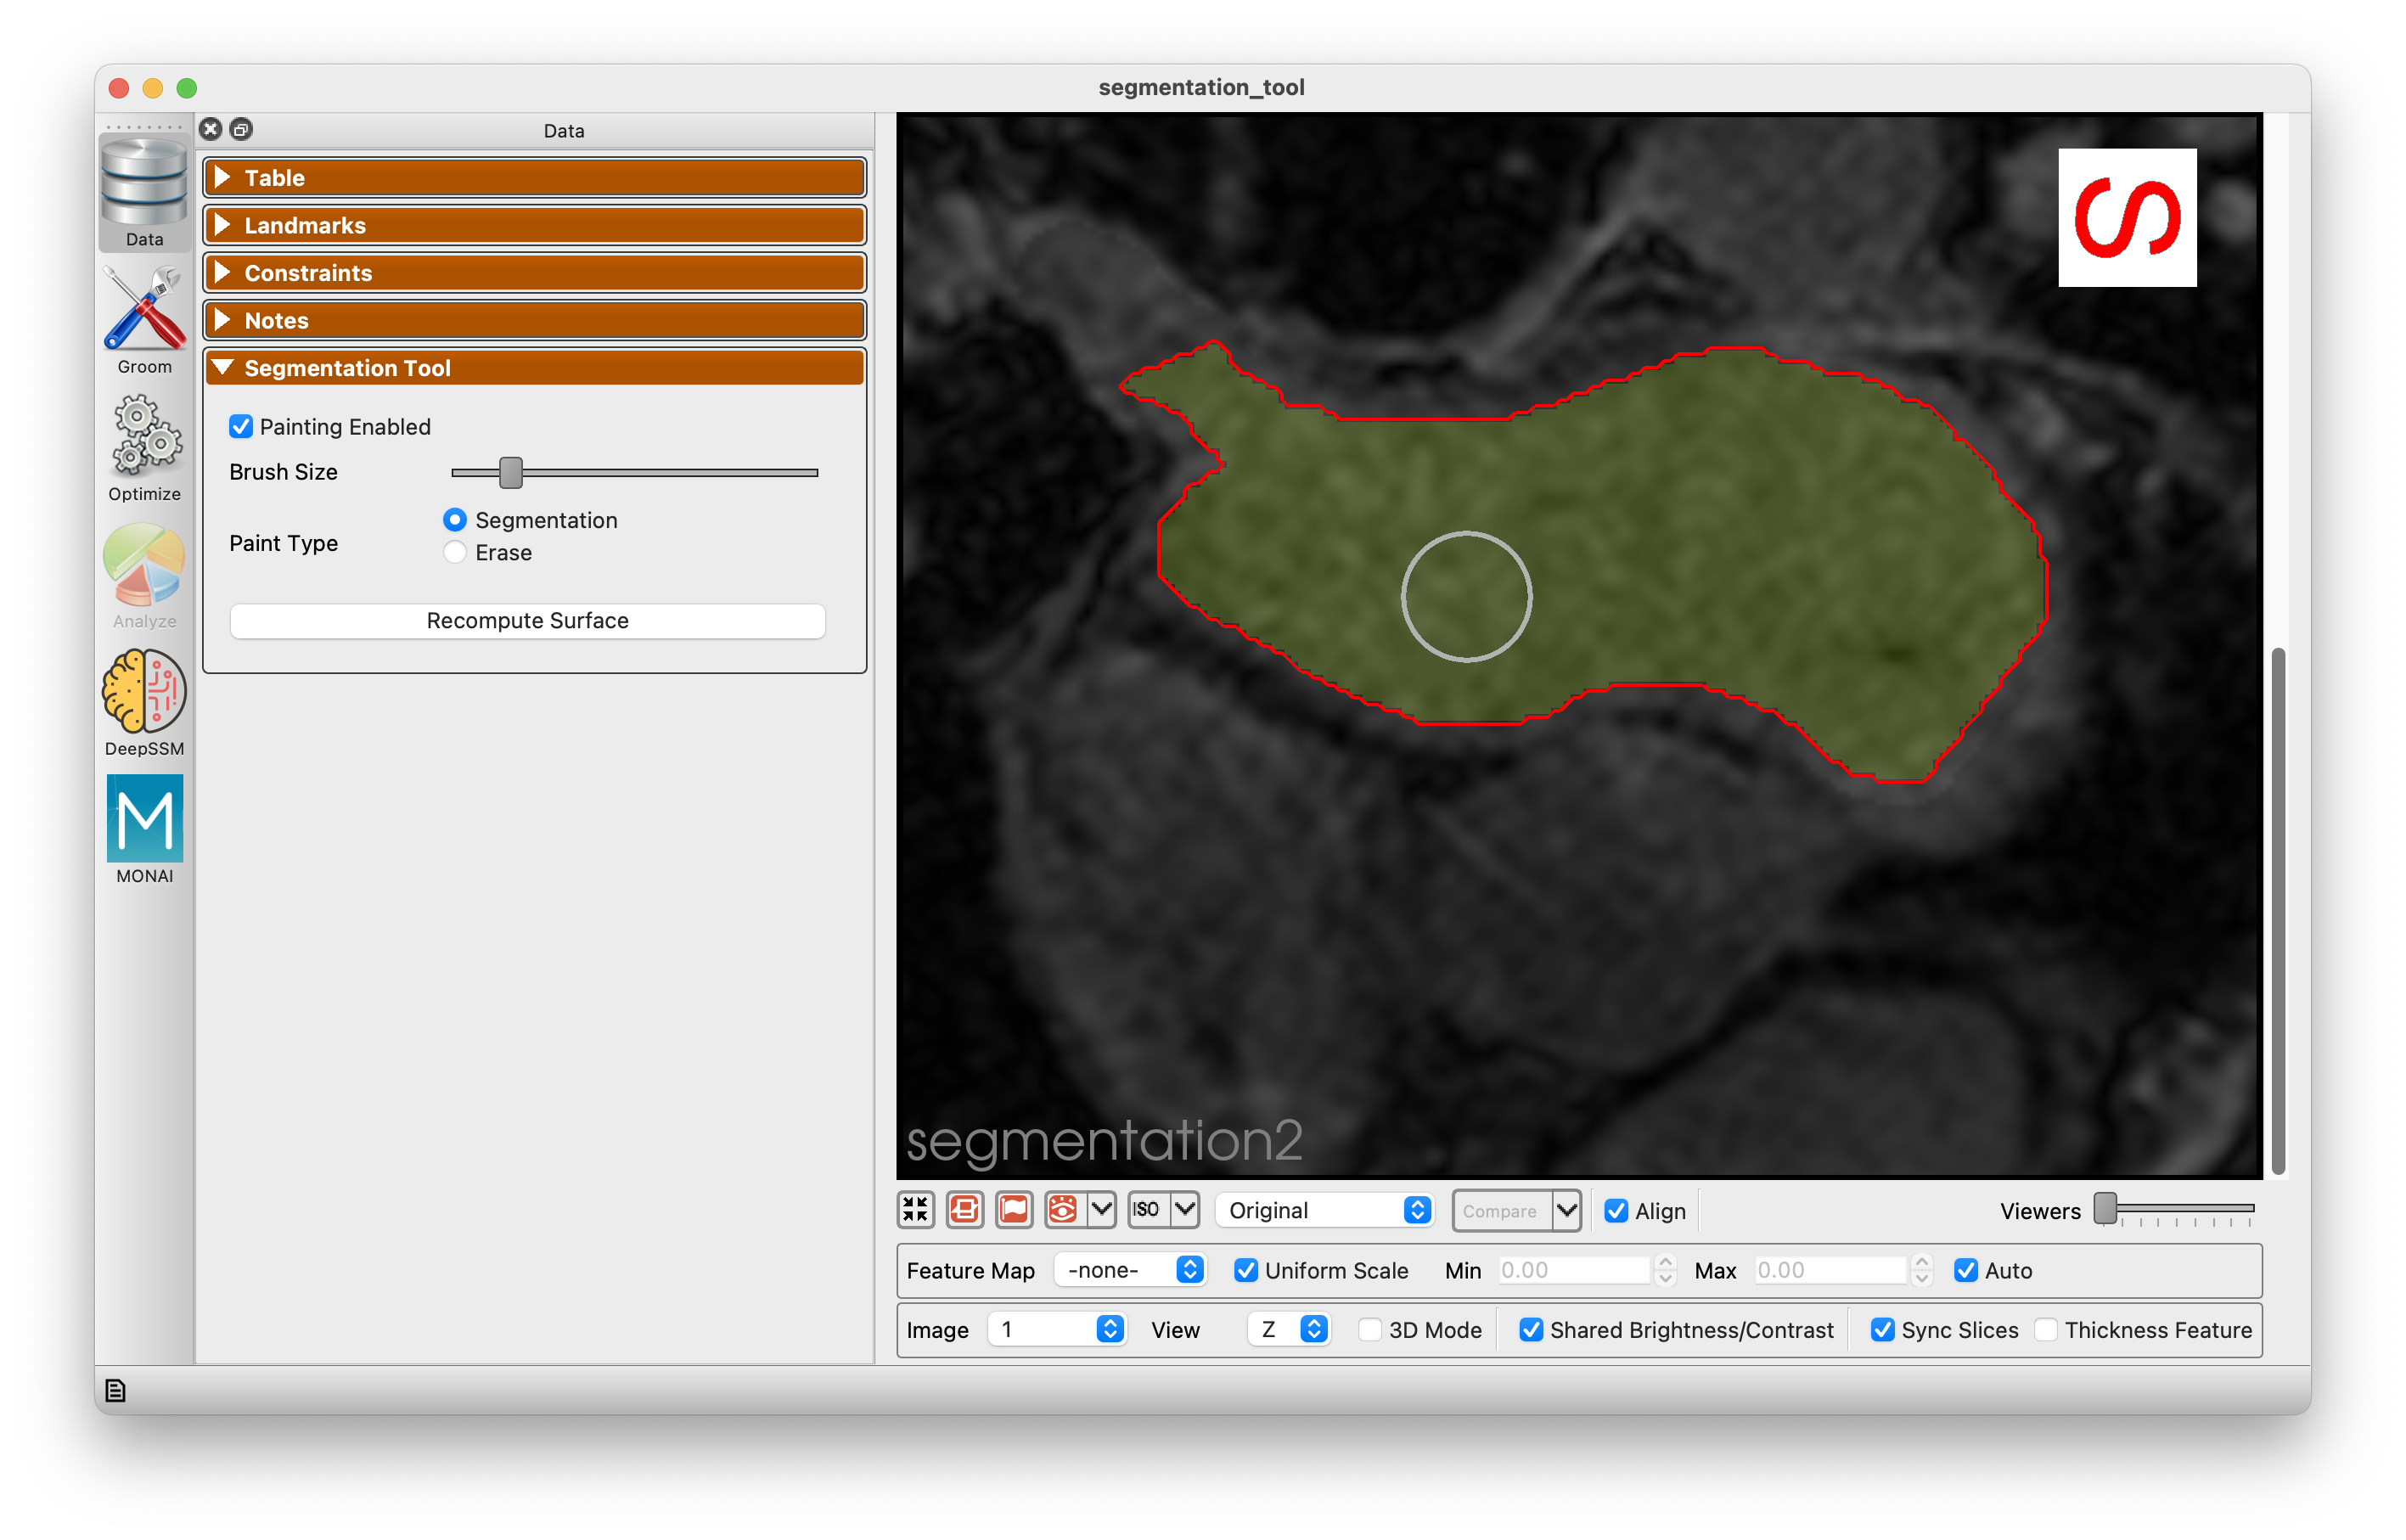 segmentation_tool
Data
Data
Groom
Optimize
Analyze
DeepSSM
M
MONAI
Table
Landmarks
Constraints
Notes
Segmentation Tool
Painting Enabled
Brush Size
Paint Type
Segmentation
Erase
Recompute Surface
S
segmentation2
ISO Original Compare Align Viewers
Feature Map -none- Uniform Scale Min 0.00 Max 0.00 Auto
Image 1 View Z 3D Mode Shared Brightness/Contrast Sync Slices Thickness Feature